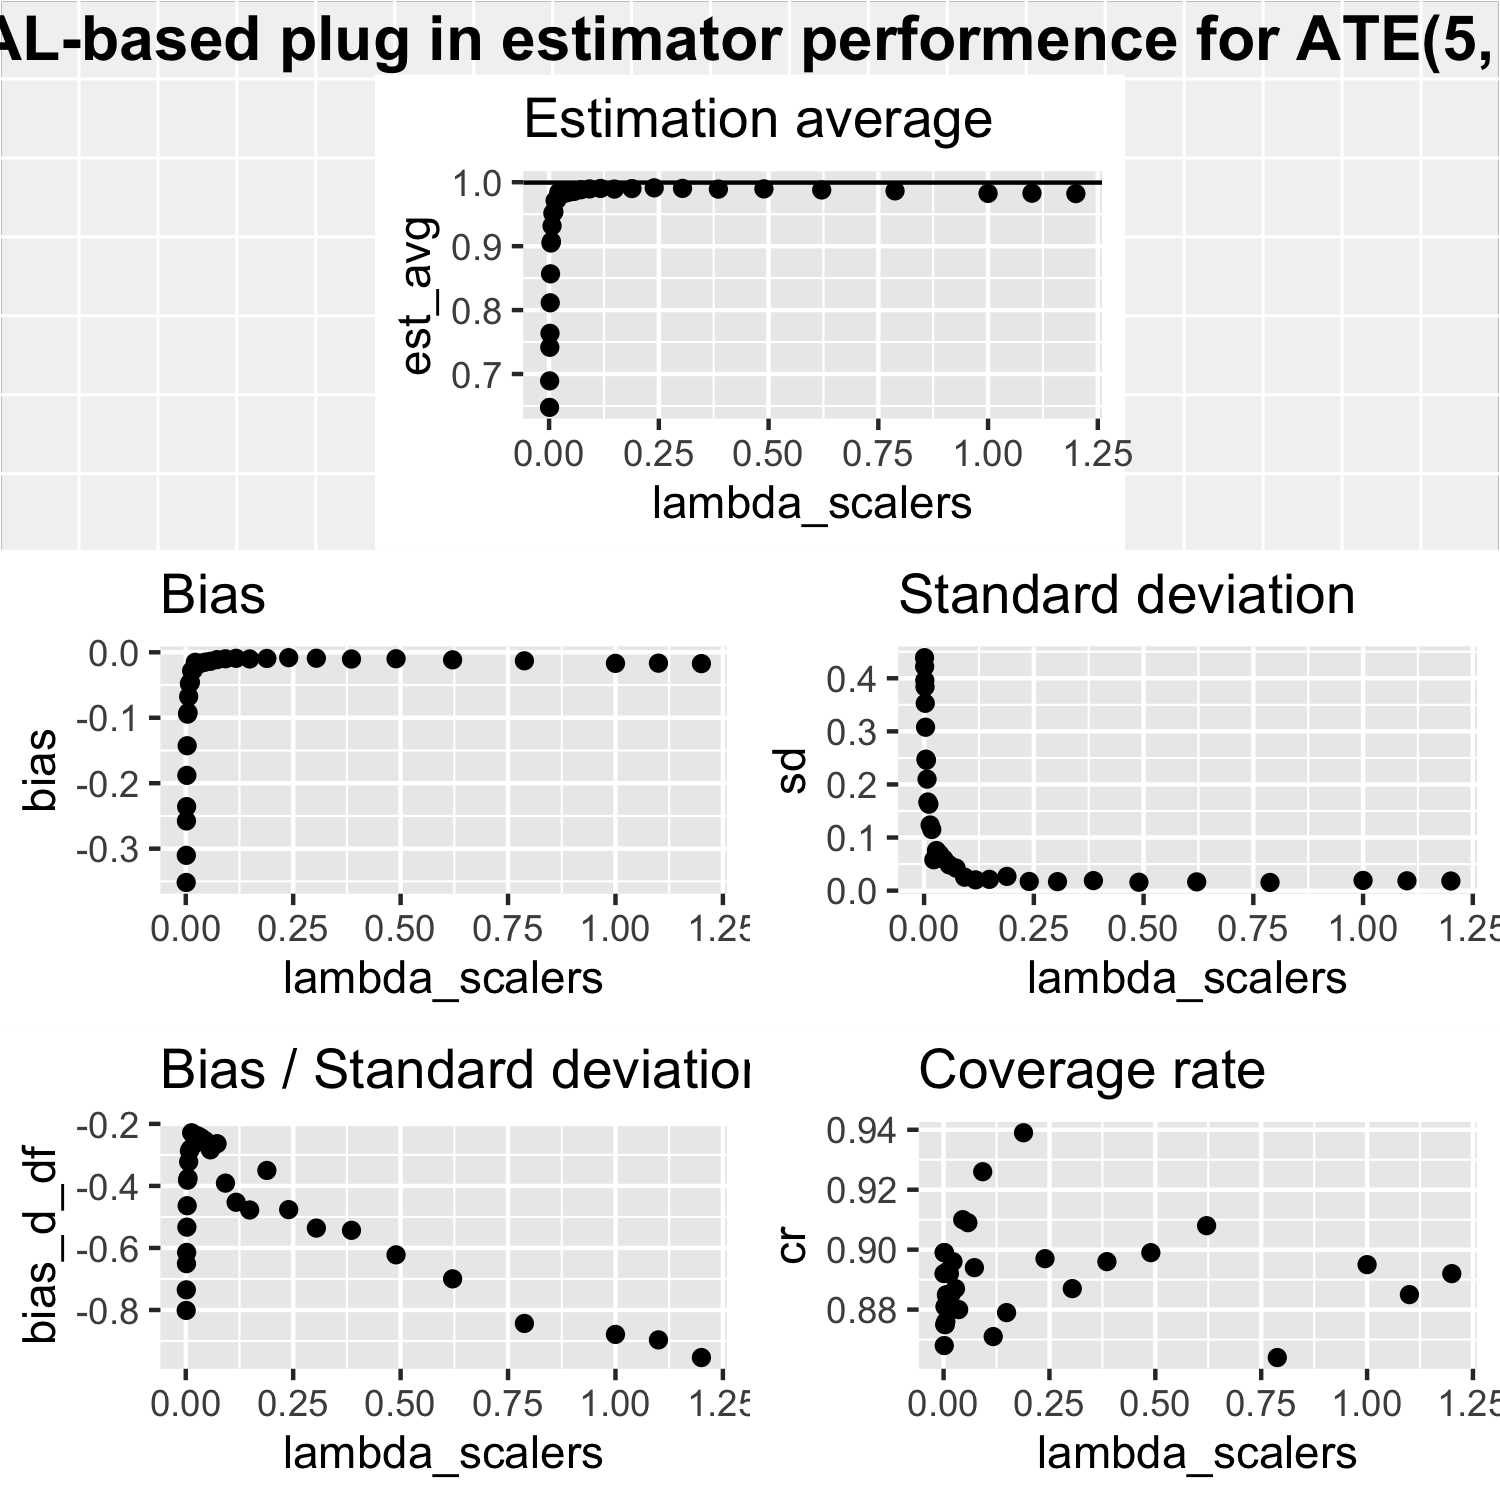 AL-based plug in estimator performence for ATE(5,
Estimation average
est_avg
1.0
0.9
0.8
0.7
0.00 0.25 0.50 0.75 1.00 1.25
lambda_scalers
Bias
bias
0.0
-0.1
-0.2
-0.3
0.00 0.25 0.50 0.75 1.00 1.25
lambda_scalers
Standard deviation
sd
0.4
0.3
0.2
0.1
0.0
0.00 0.25 0.50 0.75 1.00 1.25
lambda_scalers
Bias / Standard deviation
bias_d_df
-0.2
-0.4
-0.6
-0.8
0.00 0.25 0.50 0.75 1.00 1.25
lambda_scalers
Coverage rate
cr
0.94
0.92
0.90
0.88
0.00 0.25 0.50 0.75 1.00 1.25
lambda_scalers